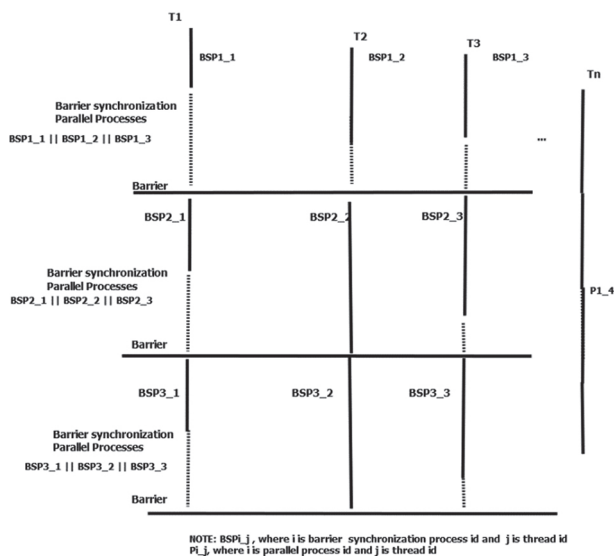 T1
T2
T3
Tn
BSP1_1
BSP1_2
BSP1_3
Barrier synchronization
Parallel Processes
BSP1_1 || BSP1_2 || BSP1_3
...
Barrier
BSP2_1
BSP2_2
BSP2_3
Barrier synchronization
Parallel Processes
BSP2_1 || BSP2_2 || BSP2_3
P1_4
Barrier
BSP3_1
BSP3_2
BSP3_3
Barrier synchronization
Parallel Processes
BSP3_1 || BSP3_2 || BSP3_3
Barrier
NOTE: BSPi_j, where i is barrier synchronization process id and j is thread id
Pi_j, where i is parallel process id and j is thread id